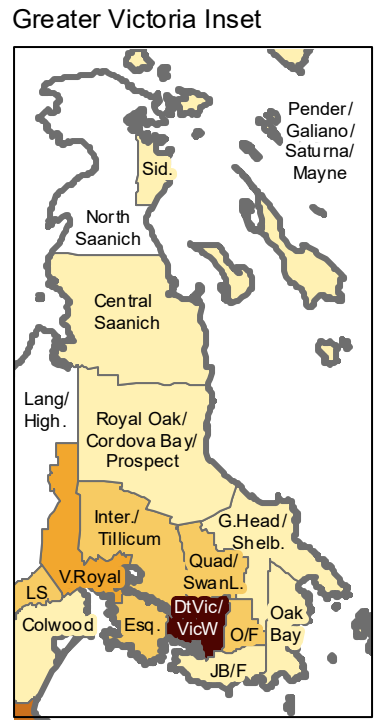 Greater Victoria Inset
Pender/
Galiano/
Saturna/
Mayne
Sid.
North
Saanich
Central
Saanich
Lang/
High.
Royal Oak/
Cordova Bay/
Prospect
Inter./
Tillicum
G.Head/
Shelb.
Quad/
SwanL.
V.Royal
LS
DtVic/
VicW
Colwood
Esq.
O/F
Oak
Bay
JB/F